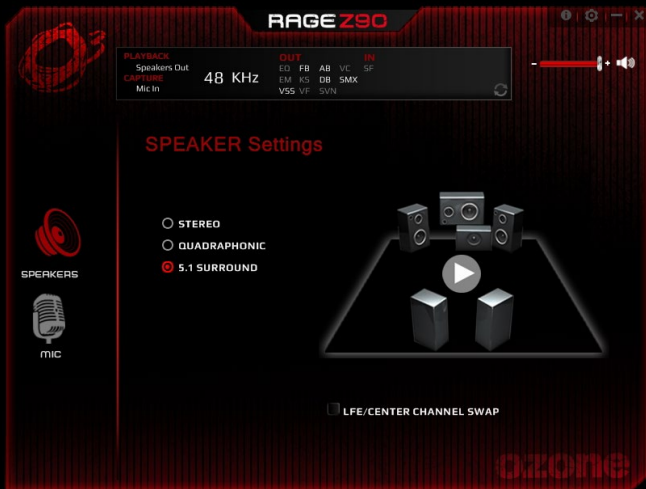 RAGE Z90
PLAYBACK
Speakers Out
CAPTURE
Mic In
48 KHz
OUT IN
EQ FB AB VC SF
EM KS DB SMX
VSS VF SVN
SPEAKER Settings
STEREO
QUADRAPHONIC
5.1 SURROUND
SPEAKERS
MIC
LFE/CENTER CHANNEL SWAP
ozone